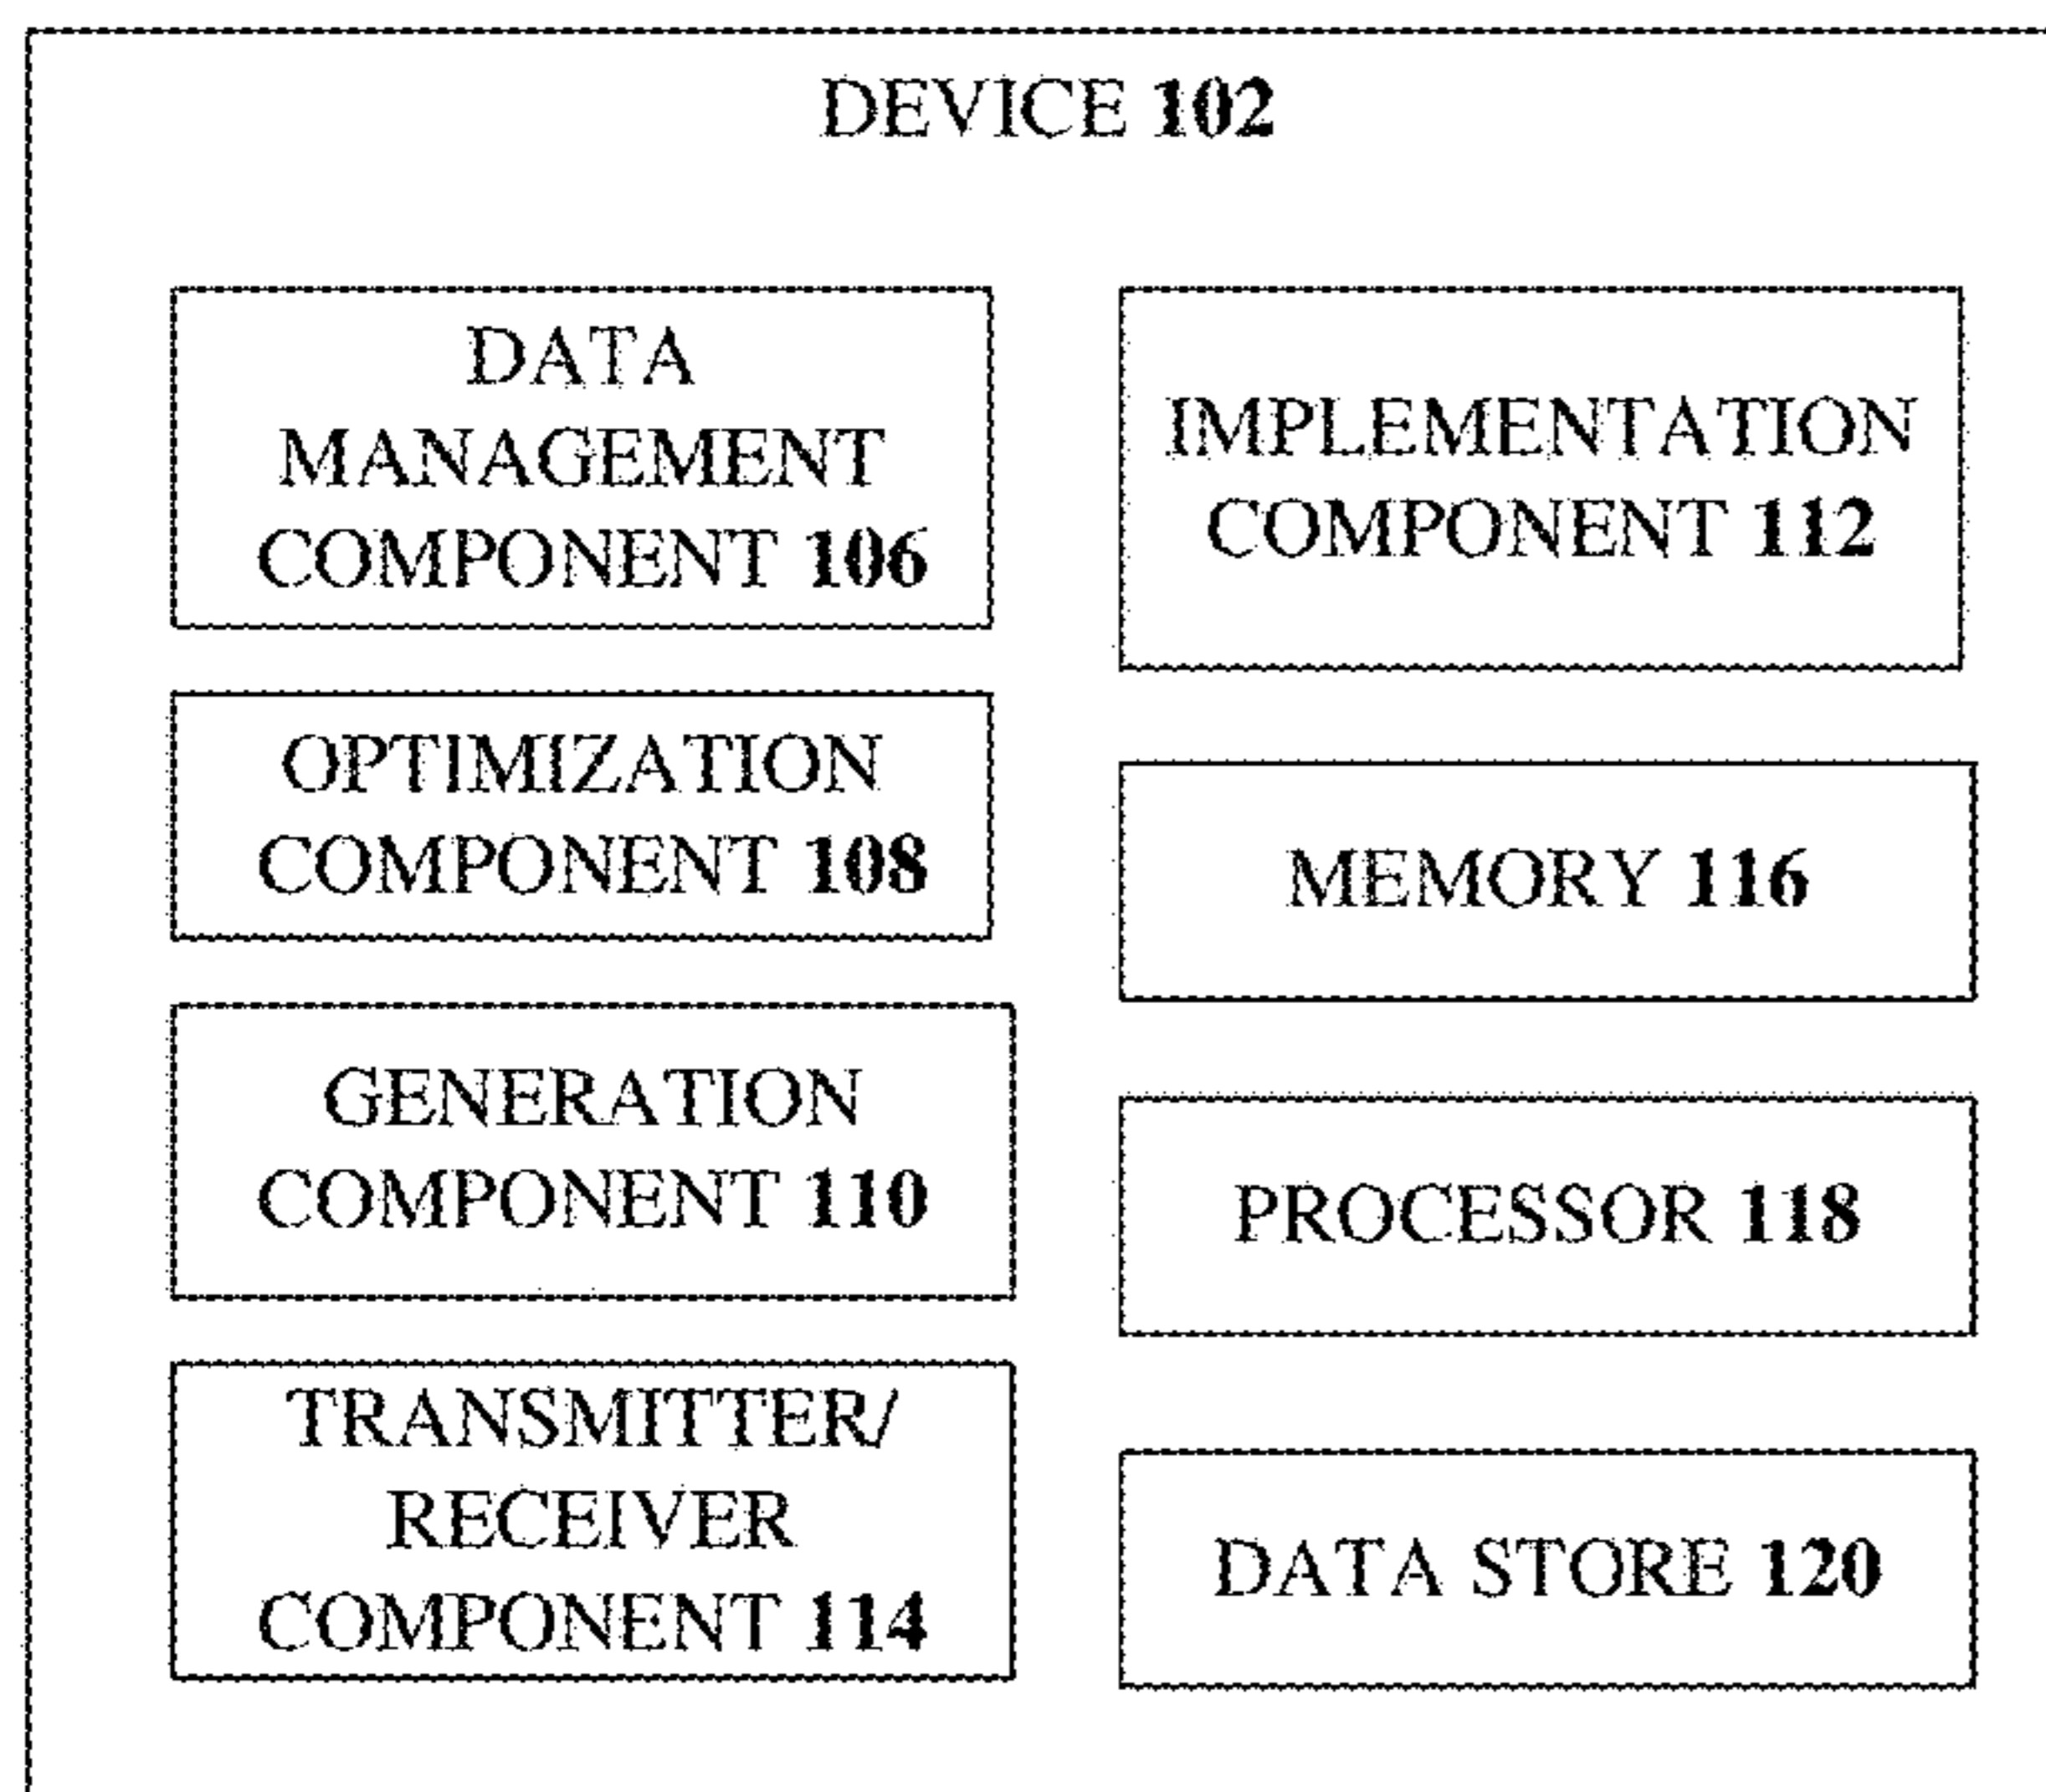 DEVICE 102
DATA
MANAGEMENT
COMPONENT 106
OPTIMIZATION
COMPONENT 108
GENERATION
COMPONENT 110
TRANSMITTER/
RECEIVER
COMPONENT 114
IMPLEMENTATION
COMPONENT 112
MEMORY 116
PROCESSOR 118
DATA STORE 120